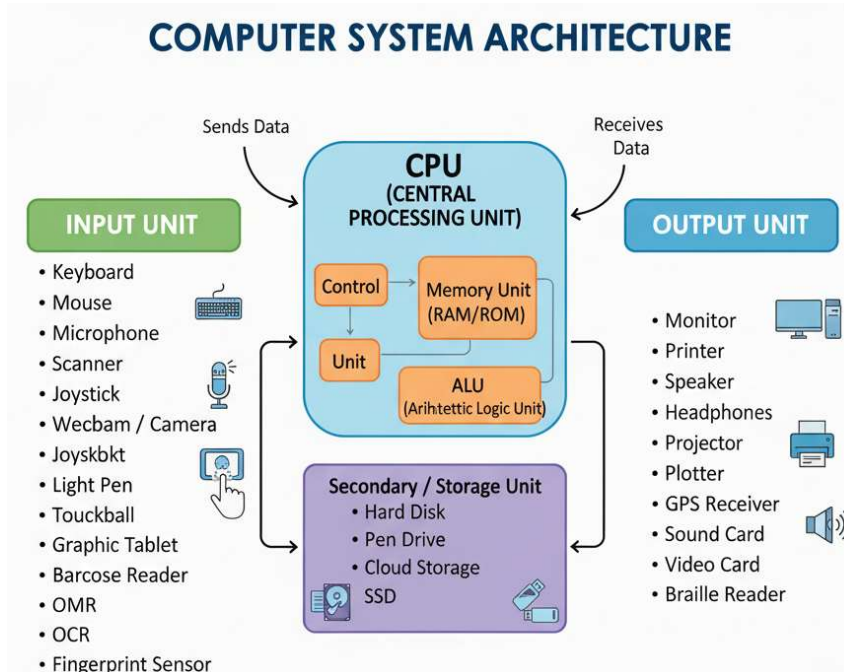 COMPUTER SYSTEM ARCHITECTURE
Sends Data
Receives
Data
CPU
(CENTRAL
PROCESSING UNIT)
Control
Memory Unit
(RAM/ROM)
Unit
ALU
(Arihtettic Logic Unit)
INPUT UNIT
• Keyboard
• Mouse
• Microphone
• Scanner
• Joystick
• Wecbam / Camera
• Joyskbkt
• Light Pen
• Touckball
• Graphic Tablet
• Barcose Reader
• OMR
• OCR
• Fingerprint Sensor
Secondary / Storage Unit
• Hard Disk
• Pen Drive
• Cloud Storage
SSD
OUTPUT UNIT
• Monitor
• Printer
• Speaker
• Headphones
• Projector
• Plotter
• GPS Receiver
• Sound Card
• Video Card
• Braille Reader